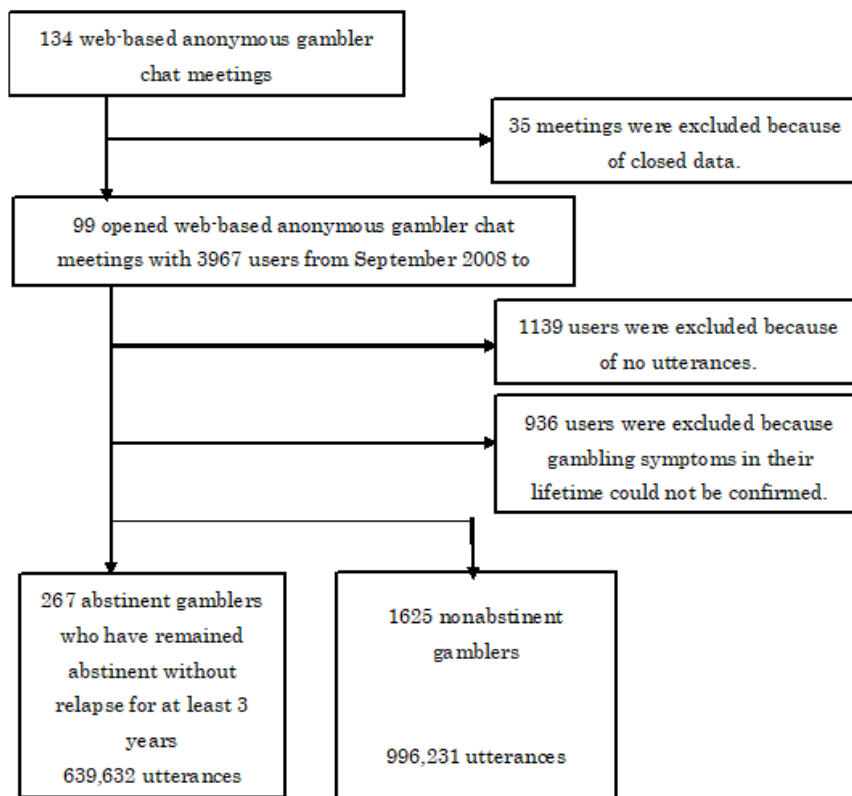 134 web-based anonymous gambler
chat meetings
35 meetings were excluded because
of closed data.
99 opened web-based anonymous gambler chat
meetings with 3967 users from September 2008 to
1139 users were excluded because
of no utterances.
936 users were excluded because
gambling symptoms in their
lifetime could not be confirmed.
267 abstinent gamblers
who have remained
abstinent without
relapse for at least 3
years
639,632 utterances
1625 nonabstinent
gamblers
996,231 utterances